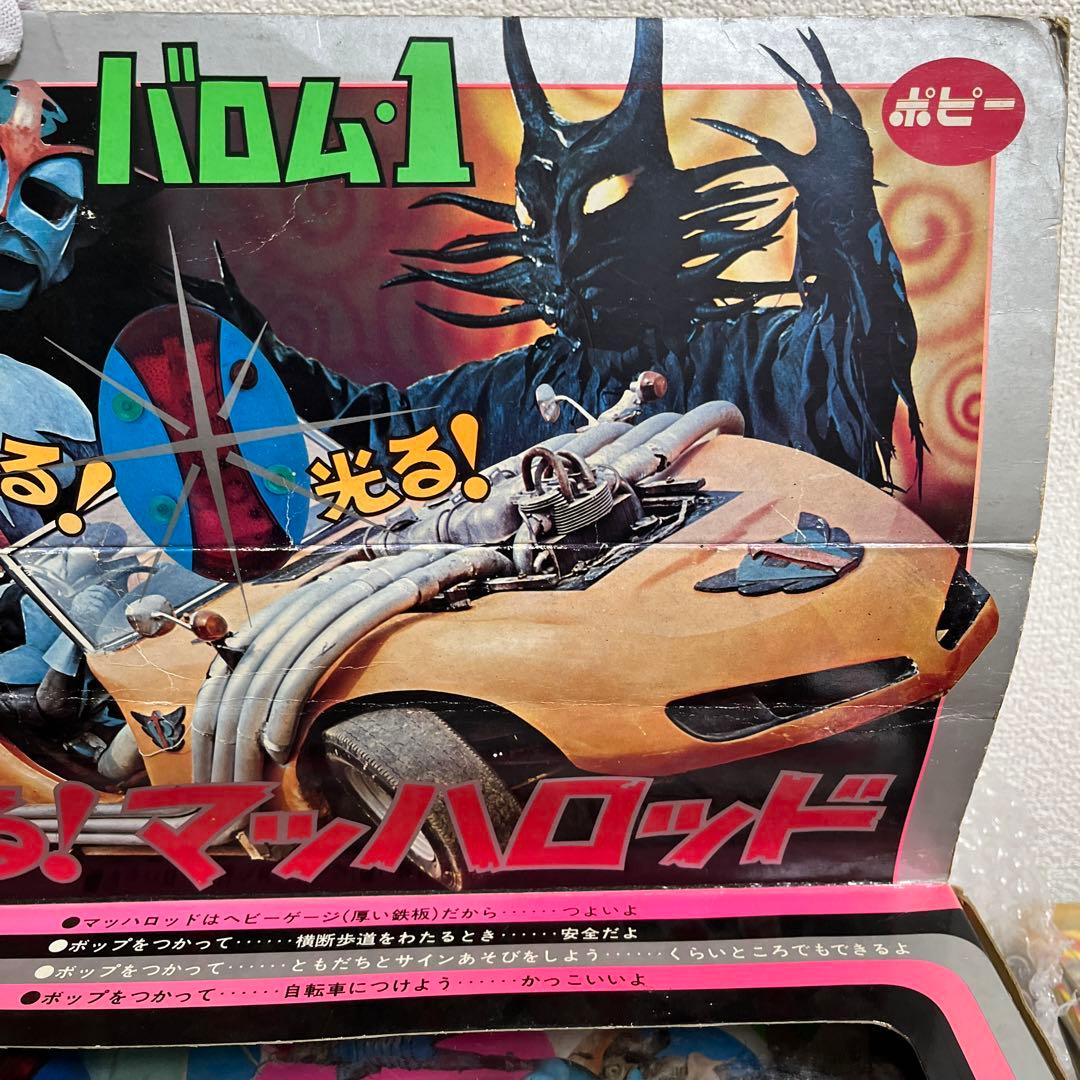 バロム・1
ポピー
る!
光る!
る!マッハロッド
●マッハロッドはヘビーゲージ(厚い鉄板)だから……つよいよ
●ポップをつかって……横断歩道をわたるとき……安全だよ
●ポップをつかって……ともだちとサインあそびをしよう……くらいところでもできるよ
●ポップをつかって……自転車につけよう……かっこいいよ